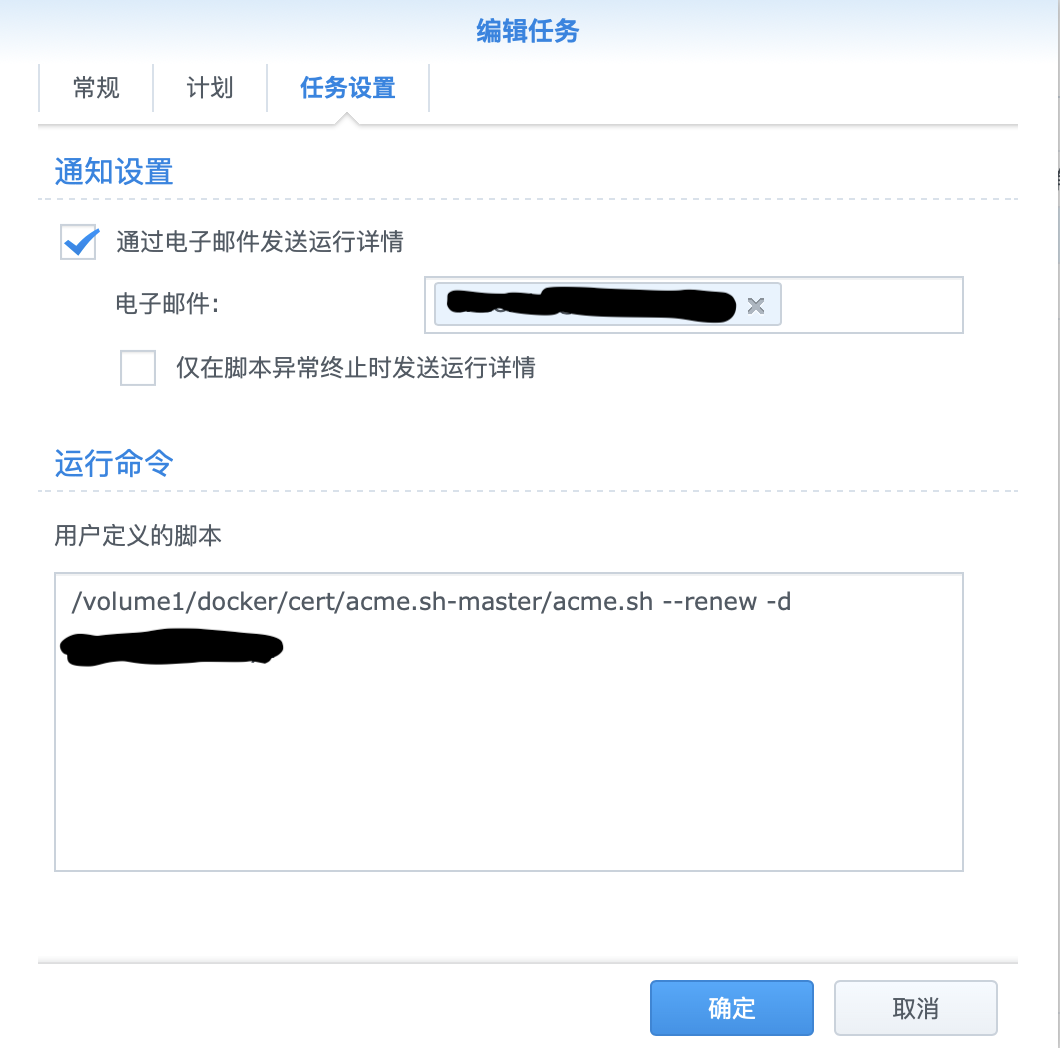 编辑任务
常规
计划
任务设置
通知设置
通过电子邮件发送运行详情
电子邮件:
仅在脚本异常终止时发送运行详情
运行命令
用户定义的脚本
/volume1/docker/cert/acme.sh-master/acme.sh --renew -d
确定
取消